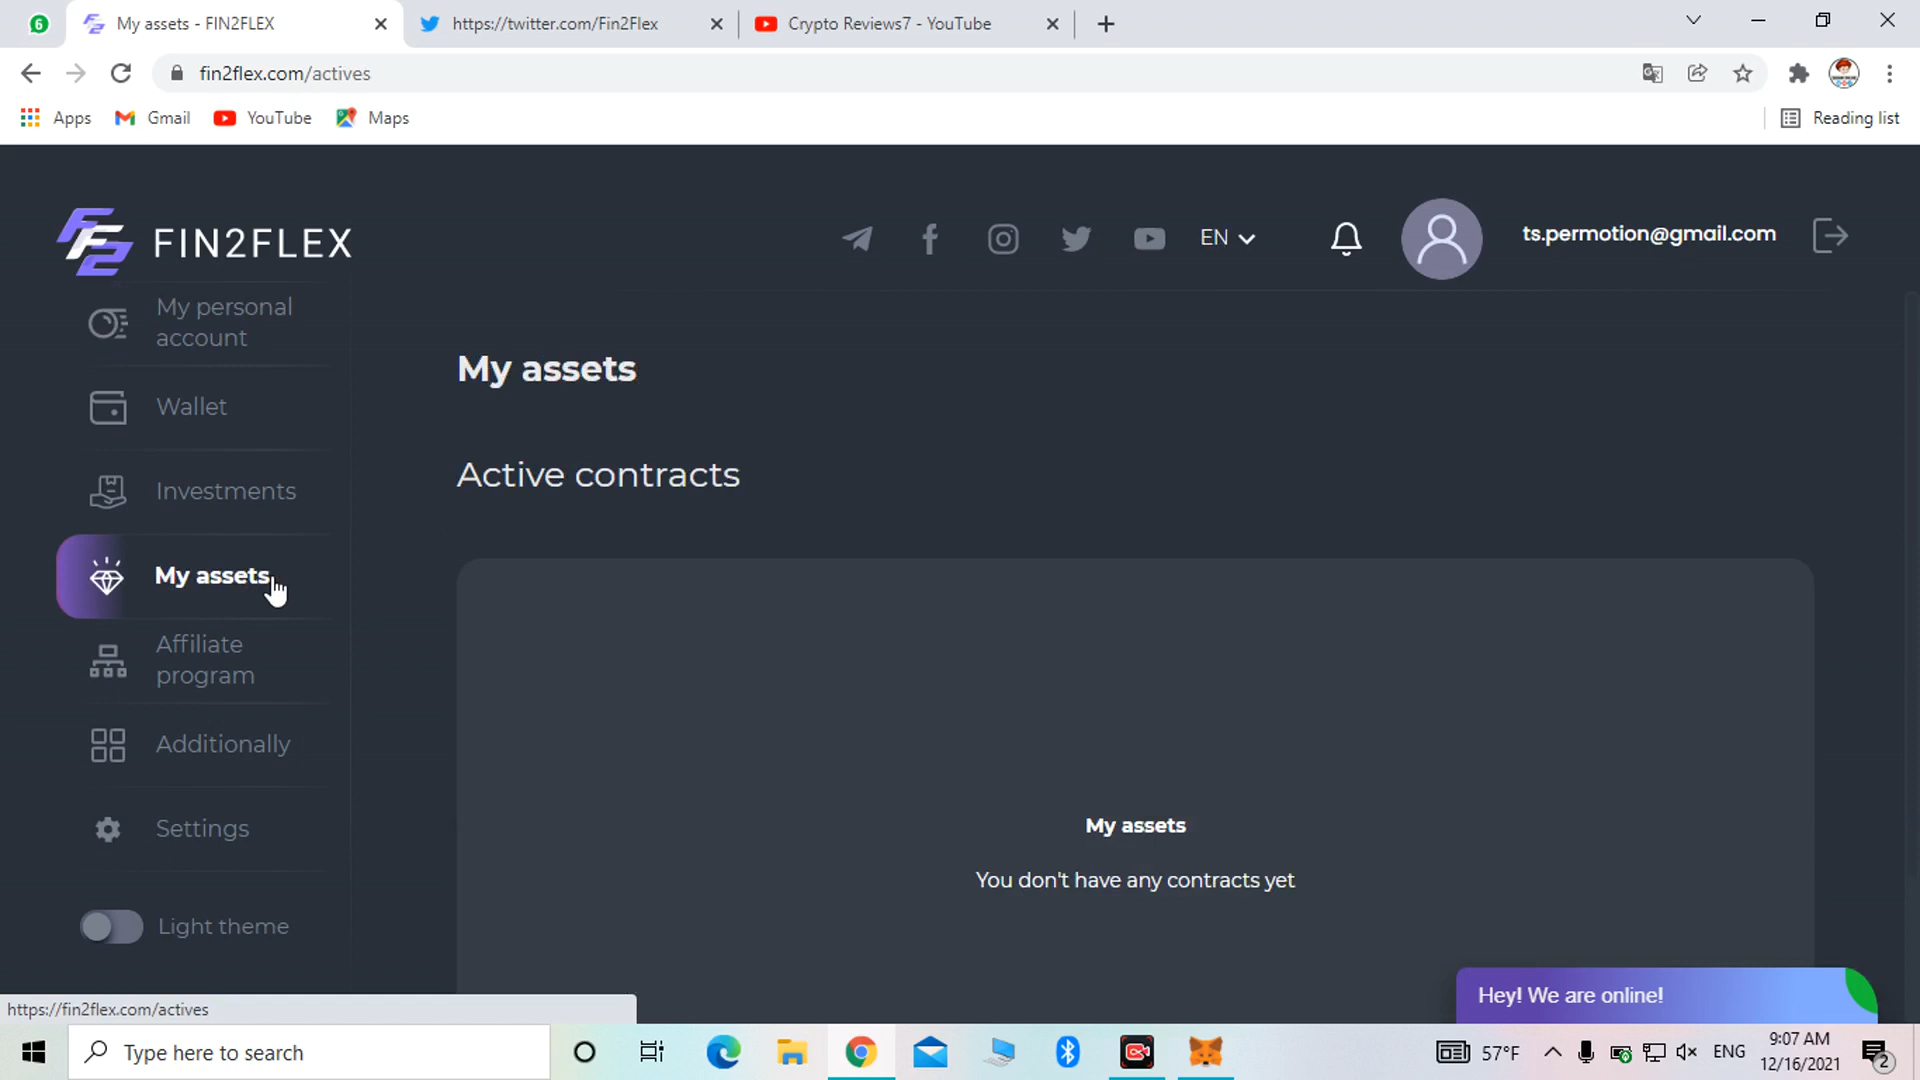 6
My assets - FIN2FLEX
https://twitter.com/Fin2Flex
Crypto Reviews7 - YouTube
fin2flex.com/actives
Apps
Gmail
YouTube
Maps
Reading list
FF2
FIN2FLEX
EN
ts.permotion@gmail.com
My personal
account
Wallet
Investments
My assets
Affiliate
program
Additionally
Settings
Light theme
My assets
Active contracts
My assets
You don't have any contracts yet
Hey! We are online!
https://fin2flex.com/actives
Type here to search
57°F
ENG
9:07 AM
12/16/2021
2